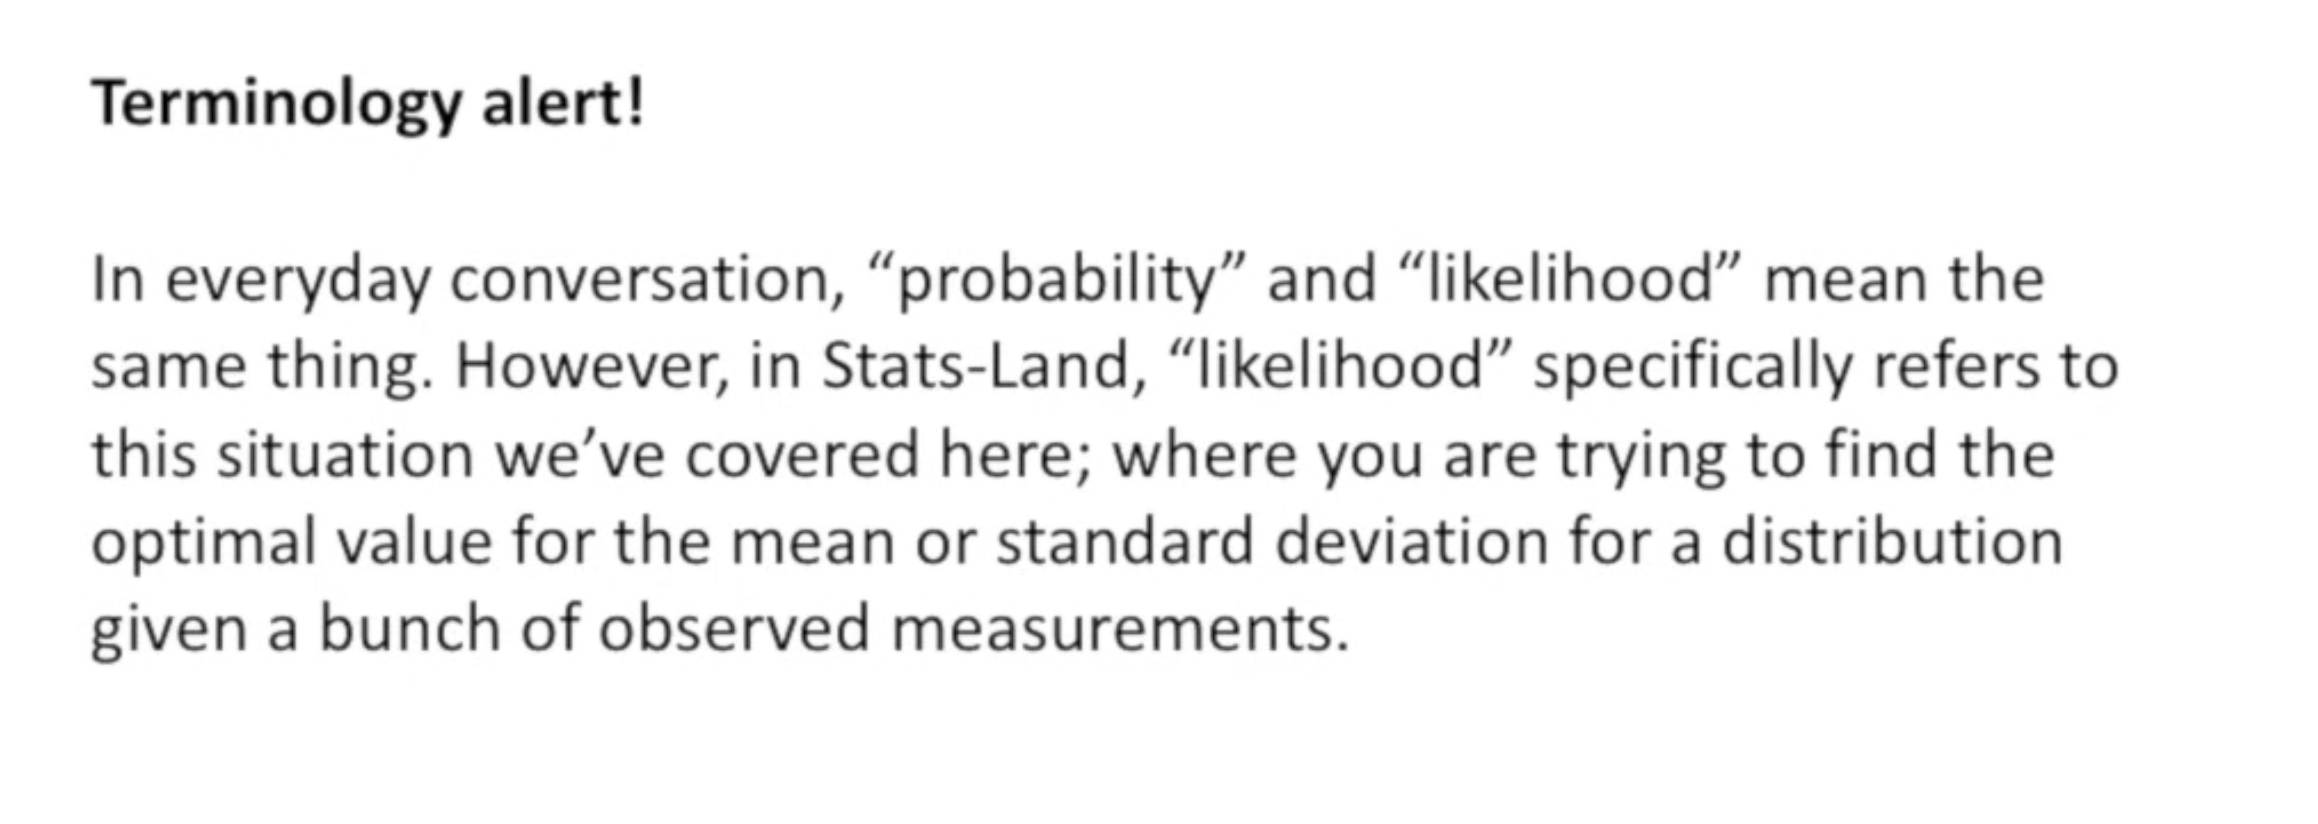 Terminology alert!
In everyday conversation, “probability” and “likelihood” mean the
same thing. However, in Stats-Land, “likelihood” specifically refers to
this situation we’ve covered here; where you are trying to find the
optimal value for the mean or standard deviation for a distribution
given a bunch of observed measurements.